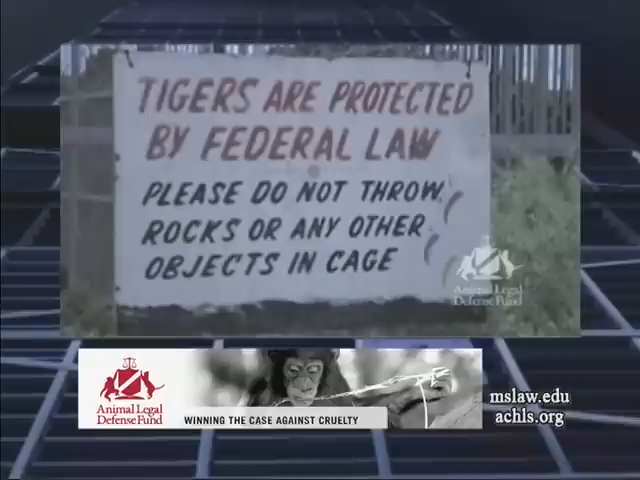 TIGERS ARE PROTECTED
BY FEDERAL LAW
PLEASE DO NOT THROW
ROCKS OR ANY OTHER
OBJECTS IN CAGE
Animal Legal
Defense Fund
Animal Legal
Defense Fund
WINNING THE CASE AGAINST CRUELTY
mslaw.edu
achls.org